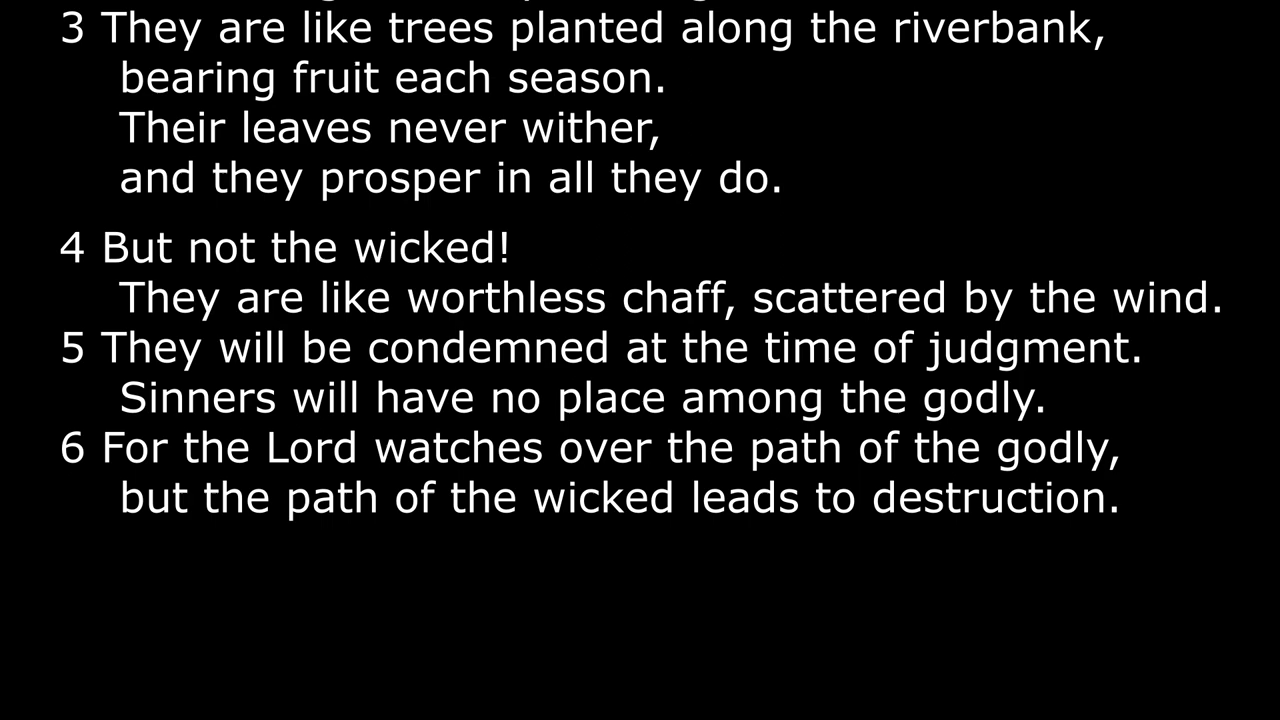 3 They are like trees planted along the riverbank,
bearing fruit each season.
Their leaves never wither,
and they prosper in all they do.
4 But not the wicked!
They are like worthless chaff, scattered by the wind.
5 They will be condemned at the time of judgment.
Sinners will have no place among the godly.
6 For the Lord watches over the path of the godly,
but the path of the wicked leads to destruction.